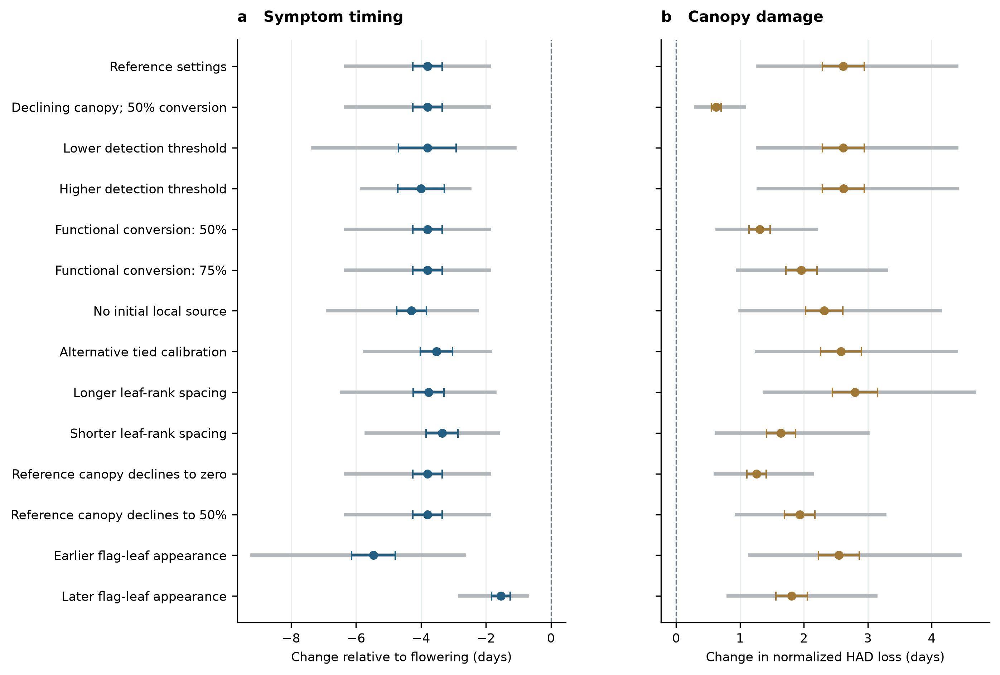 a Symptom timing
b Canopy damage
Reference settings
Declining canopy; 50% conversion
Lower detection threshold
Higher detection threshold
Functional conversion: 50%
Functional conversion: 75%
No initial local source
Alternative tied calibration
Longer leaf-rank spacing
Shorter leaf-rank spacing
Reference canopy declines to zero
Reference canopy declines to 50%
Earlier flag-leaf appearance
Later flag-leaf appearance
−8 −6 −4 −2 0
Change relative to flowering (days)
0 1 2 3 4
Change in normalized HAD loss (days)